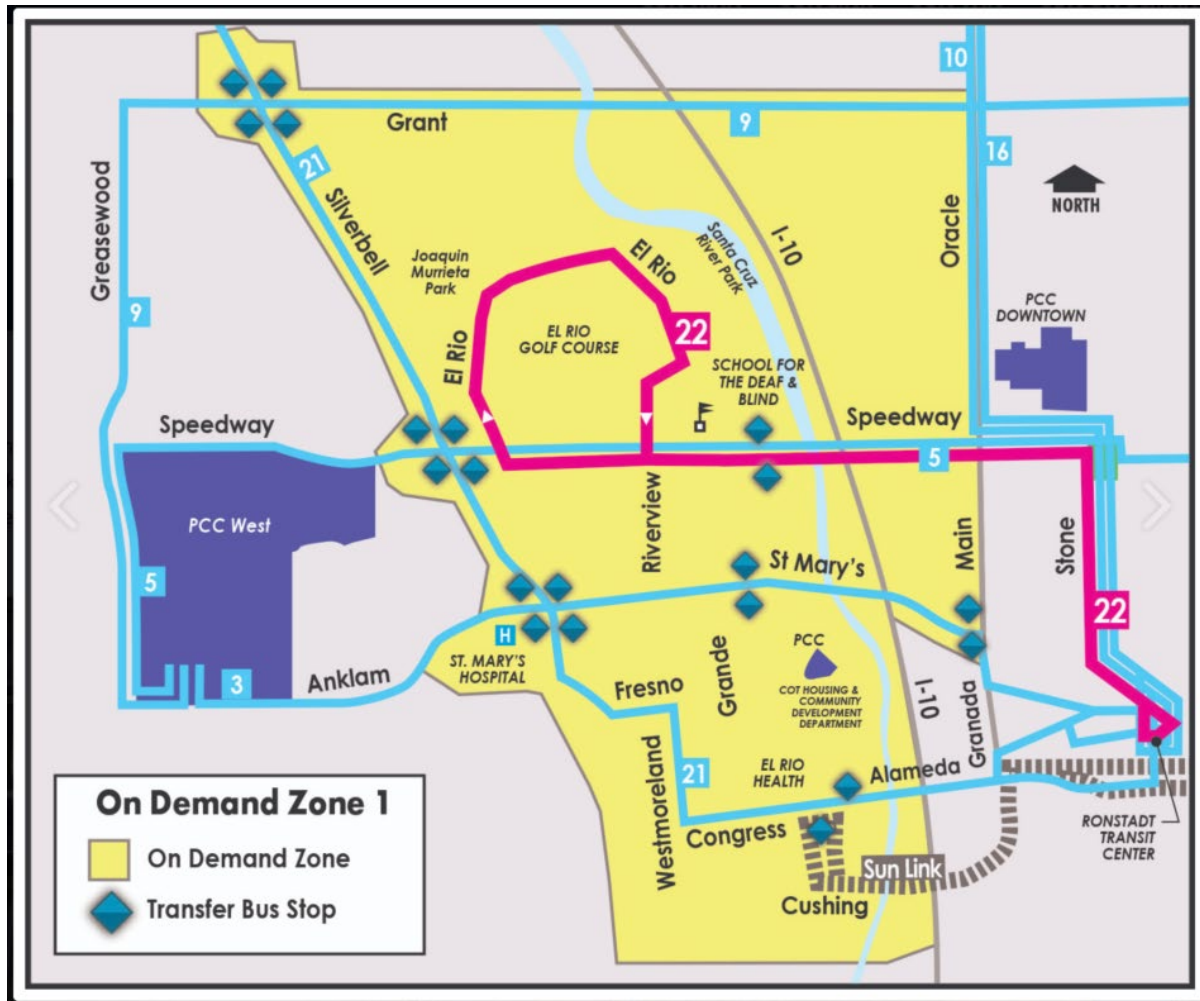 10
Grant
9
21
16
Silverbell
NORTH
Greasewood
Oracle
I-10
Santa Cruz
River Park
El Rio
Joaquin
Murrieta
Park
9
PCC
DOWNTOWN
22
EL RIO
GOLF COURSE
El Rio
SCHOOL FOR
THE DEAF &
BLIND
Speedway
Speedway
5
PCC West
Riverview
Main
Stone
St Mary's
5
22
H
ST. MARY'S
HOSPITAL
PCC
COT HOUSING &
COMMUNITY
DEVELOPMENT
DEPARTMENT
3
Anklam
Fresno
Grande
I-10
Granada
Westmoreland
21
EL RIO
HEALTH
Alameda
Congress
RONSTADT
TRANSIT
CENTER
Sun Link
Cushing
On Demand Zone 1
On Demand Zone
Transfer Bus Stop